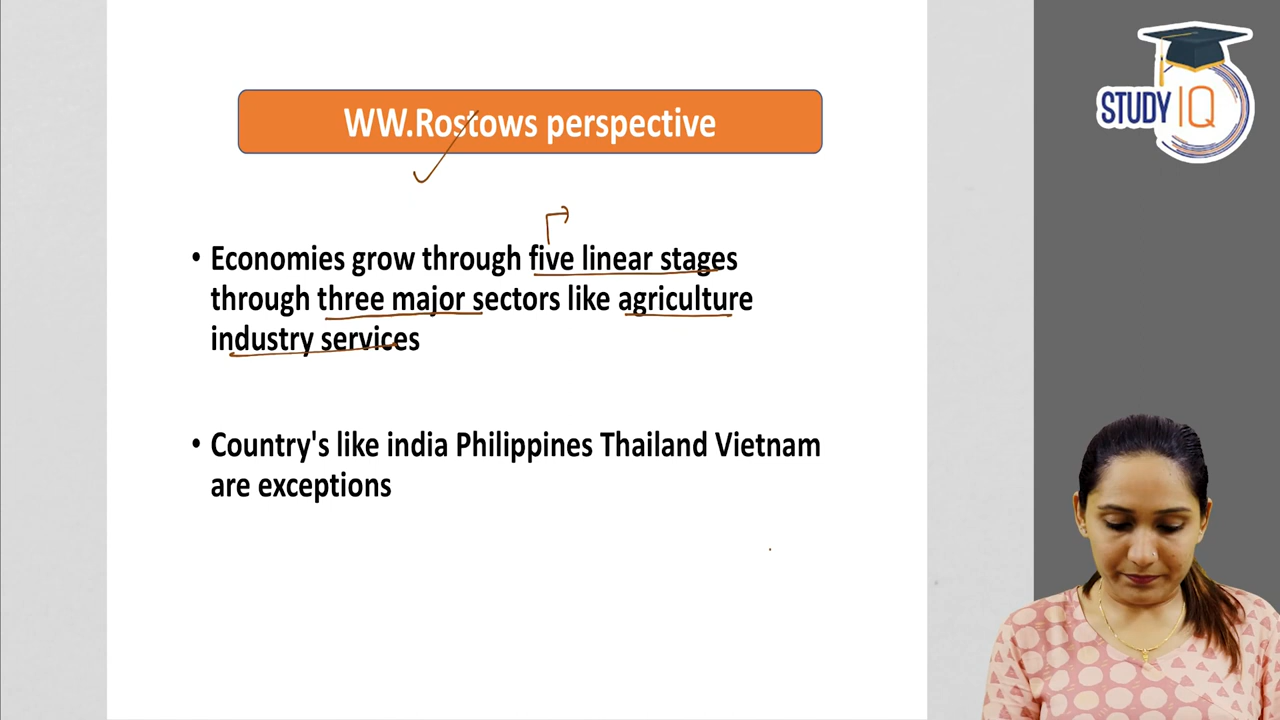 WW.Rostows perspective
STUDY IQ
• Economies grow through five linear stages
through three major sectors like agriculture
industry services
• Country's like india Philippines Thailand Vietnam
are exceptions